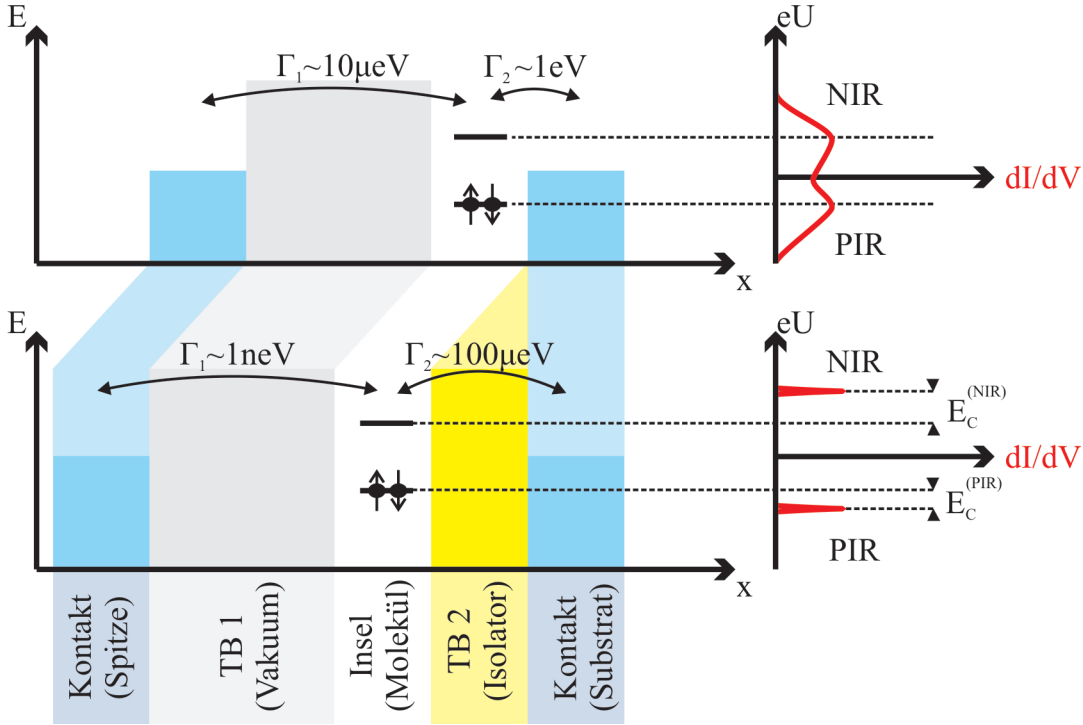 E
eU
Γ₁~10μeV
Γ₂~1eV
NIR
dI/dV
PIR
x
E
eU
Γ₁~1neV
Γ₂~100μeV
NIR
E_C^(NIR)
dI/dV
E_C^(PIR)
PIR
x
Kontakt
(Spitze)
TB 1
(Vakuum)
Insel
(Molekül)
TB 2
(Isolator)
Kontakt
(Substrat)